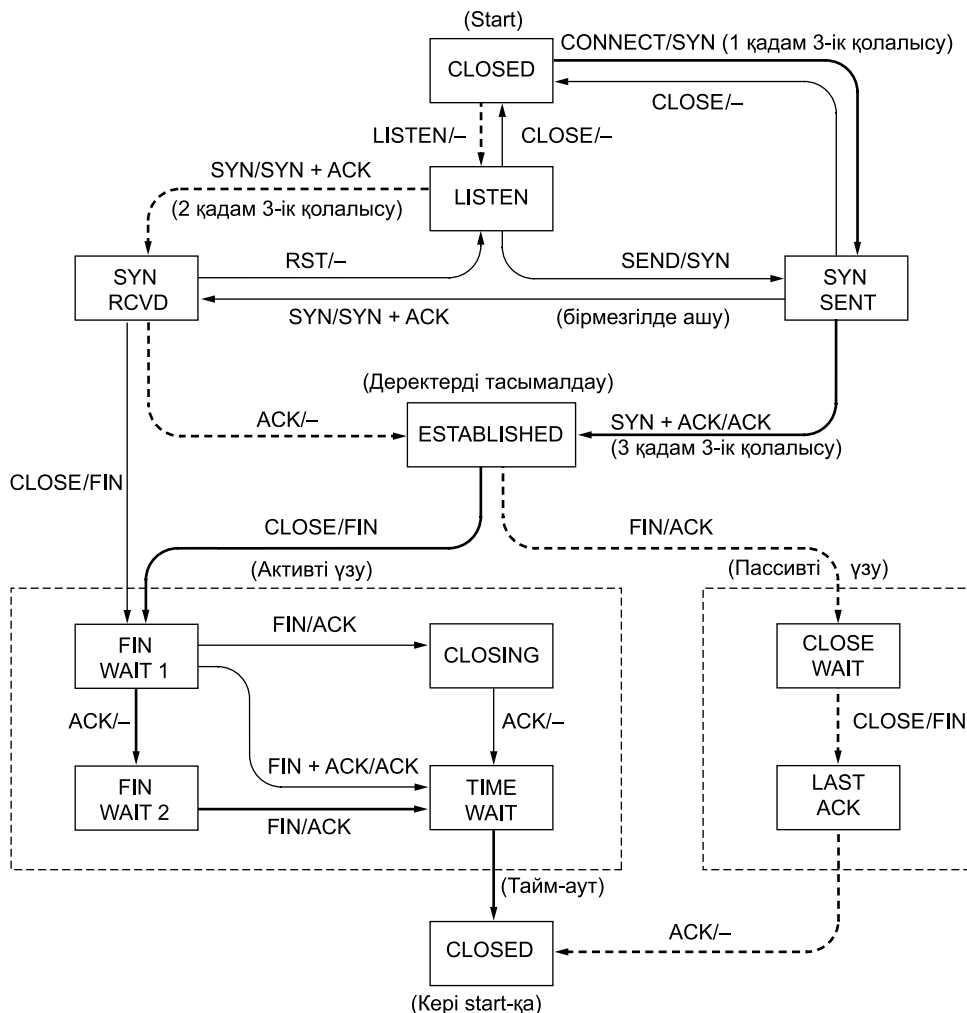 (Start)
CLOSED
CONNECT/SYN (1 қадам 3-ік қолалысу)
CLOSE/–
LISTEN/–
CLOSE/–
SYN/SYN + ACK
(2 қадам 3-ік қолалысу)
LISTEN
SYN
RCVD
RST/–
SEND/SYN
SYN
SENT
SYN/SYN + ACK
(бірмезгілде ашу)
(Деректерді тасымалдау)
ACK/–
ESTABLISHED
SYN + ACK/ACK
(3 қадам 3-ік қолалысу)
CLOSE/FIN
CLOSE/FIN
FIN/ACK
(Активті үзу)
(Пассивті үзу)
FIN
WAIT 1
FIN/ACK
CLOSING
CLOSE
WAIT
ACK/–
ACK/–
CLOSE/FIN
FIN
WAIT 2
FIN + ACK/ACK
FIN/ACK
TIME
WAIT
LAST
ACK
(Тайм-аут)
CLOSED
ACK/–
(Кері start-қа)